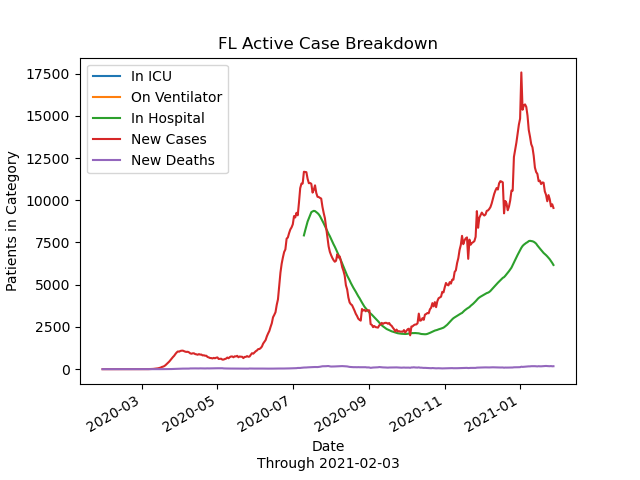 FL Active Case Breakdown
In ICU
On Ventilator
In Hospital
New Cases
New Deaths
17500
15000
12500
10000
7500
5000
2500
0
Patients in Category
2020-03
2020-05
2020-07
2020-09
2020-11
2021-01
Date
Through 2021-02-03